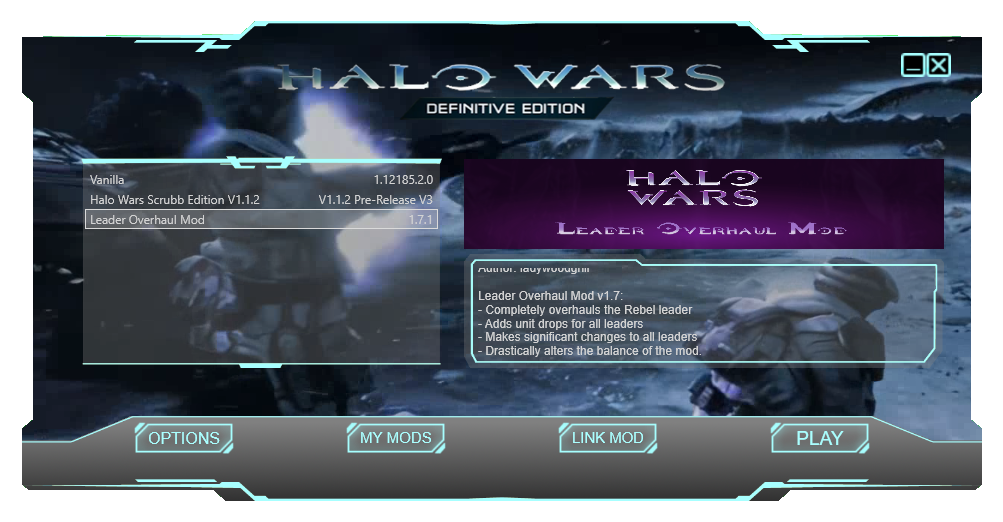 HALO WARS
DEFINITIVE EDITION
Vanilla 1.12185.2.0
Halo Wars Scrubb Edition V1.1.2 V1.1.2 Pre-Release V3
Leader Overhaul Mod 1.7.1
HALO
WARS
Leader Overhaul Mod
Author:
Leader Overhaul Mod v1.7:
- Completely overhauls the Rebel leader
- Adds unit drops for all leaders
- Makes significant changes to all leaders
- Drastically alters the balance of the mod.
OPTIONS
MY MODS
LINK MOD
PLAY